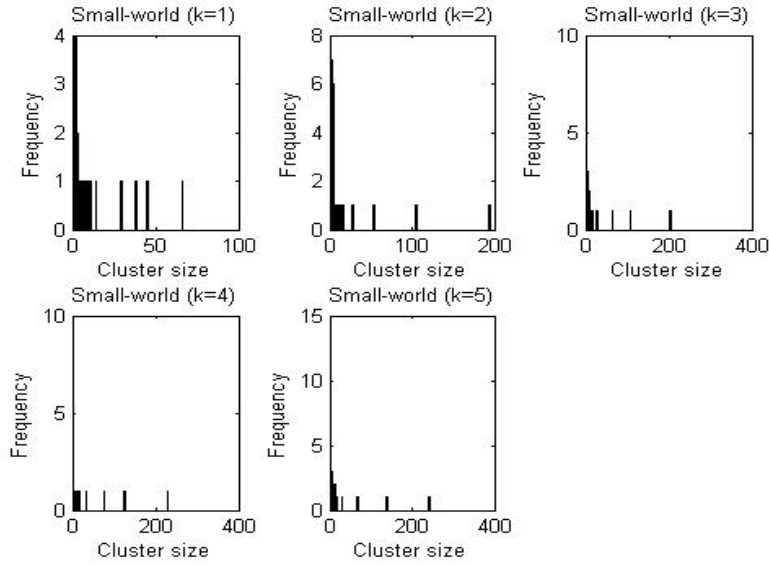 Small-world (k=1)
Frequency
4
3
2
1
0
0 50 100
Cluster size
Small-world (k=2)
Frequency
8
6
4
2
0
0 100 200
Cluster size
Small-world (k=3)
Frequency
10
5
0
0 200 400
Cluster size
Small-world (k=4)
Frequency
10
5
0
0 200 400
Cluster size
Small-world (k=5)
Frequency
15
10
5
0
0 200 400
Cluster size